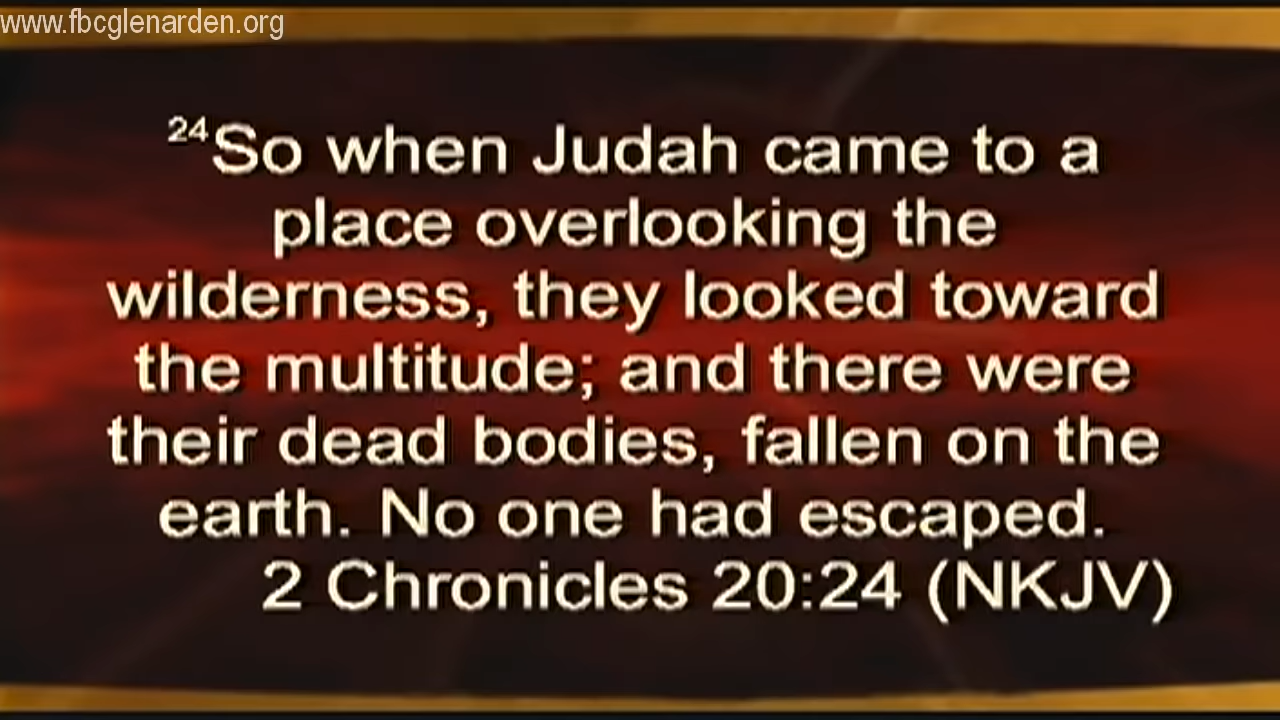 www.fbcglenarden.org
24So when Judah came to a
place overlooking the
wilderness, they looked toward
the multitude; and there were
their dead bodies, fallen on the
earth. No one had escaped.
2 Chronicles 20:24 (NKJV)